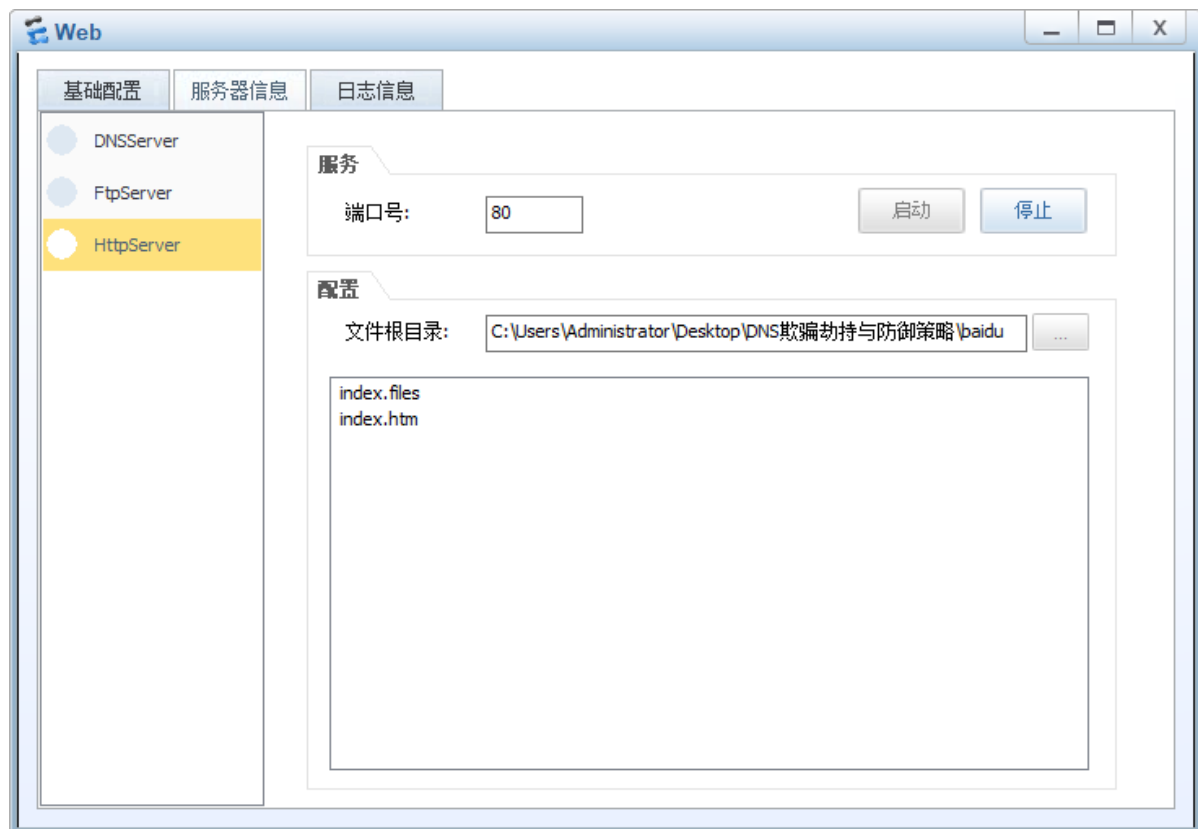 Web
基础配置 服务器信息 日志信息
DNSServer
FtpServer
HttpServer
服务
端口号: 80 启动 停止
配置
文件根目录: C:\Users\Administrator\Desktop\DNS欺骗劫持与防御策略\baidu ...
index.files
index.htm